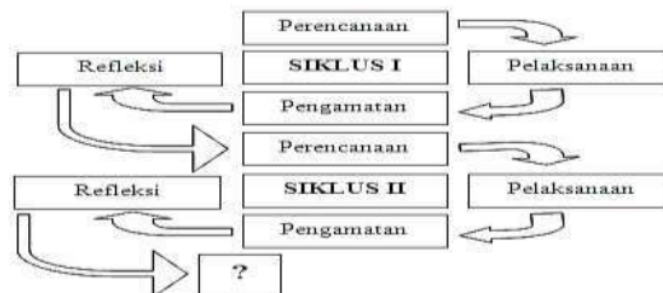 Perencanaan
Refleksi
SIKLUS I
Pelaksanaan
Pengamatan
Perencanaan
Refleksi
SIKLUS II
Pelaksanaan
Pengamatan
?